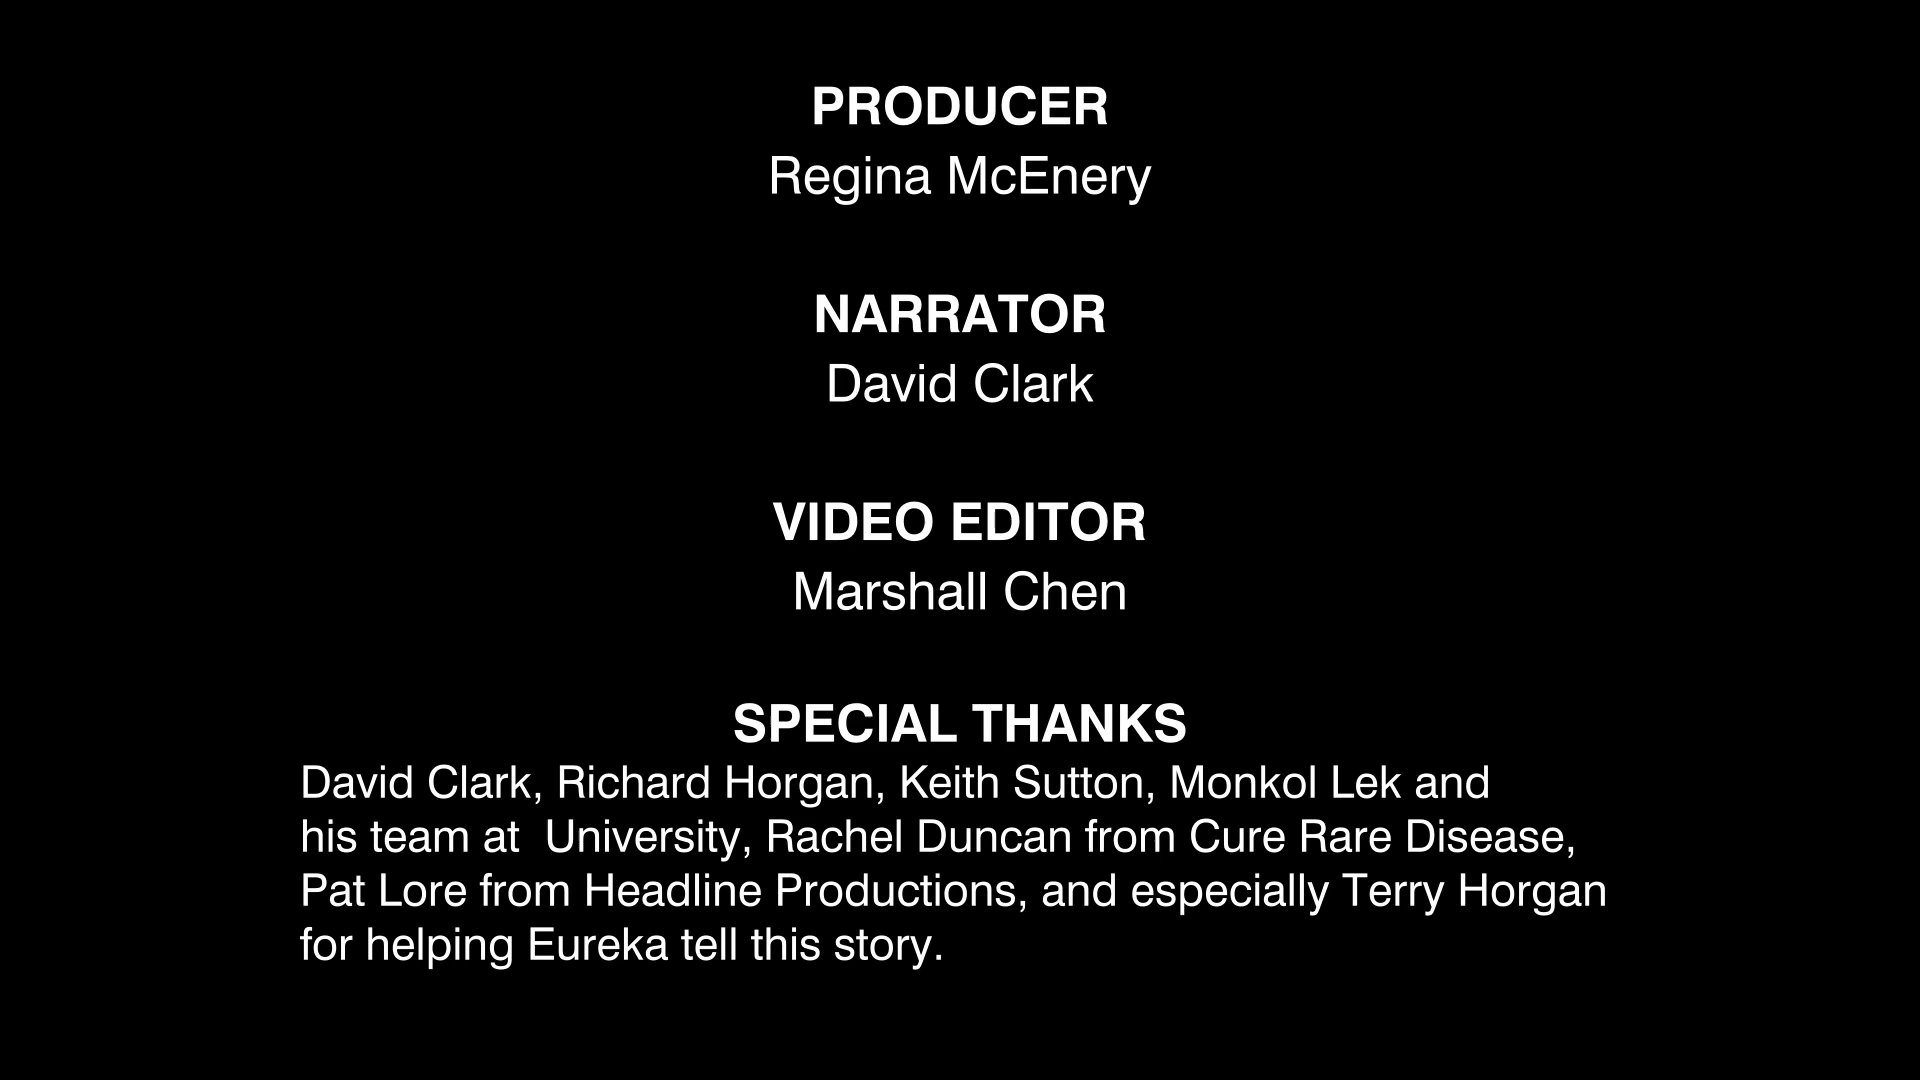 PRODUCER
Regina McEnery
NARRATOR
David Clark
VIDEO EDITOR
Marshall Chen
SPECIAL THANKS
David Clark, Richard Horgan, Keith Sutton, Monkol Lek and
his team at  University, Rachel Duncan from Cure Rare Disease,
Pat Lore from Headline Productions, and especially Terry Horgan
for helping Eureka tell this story.